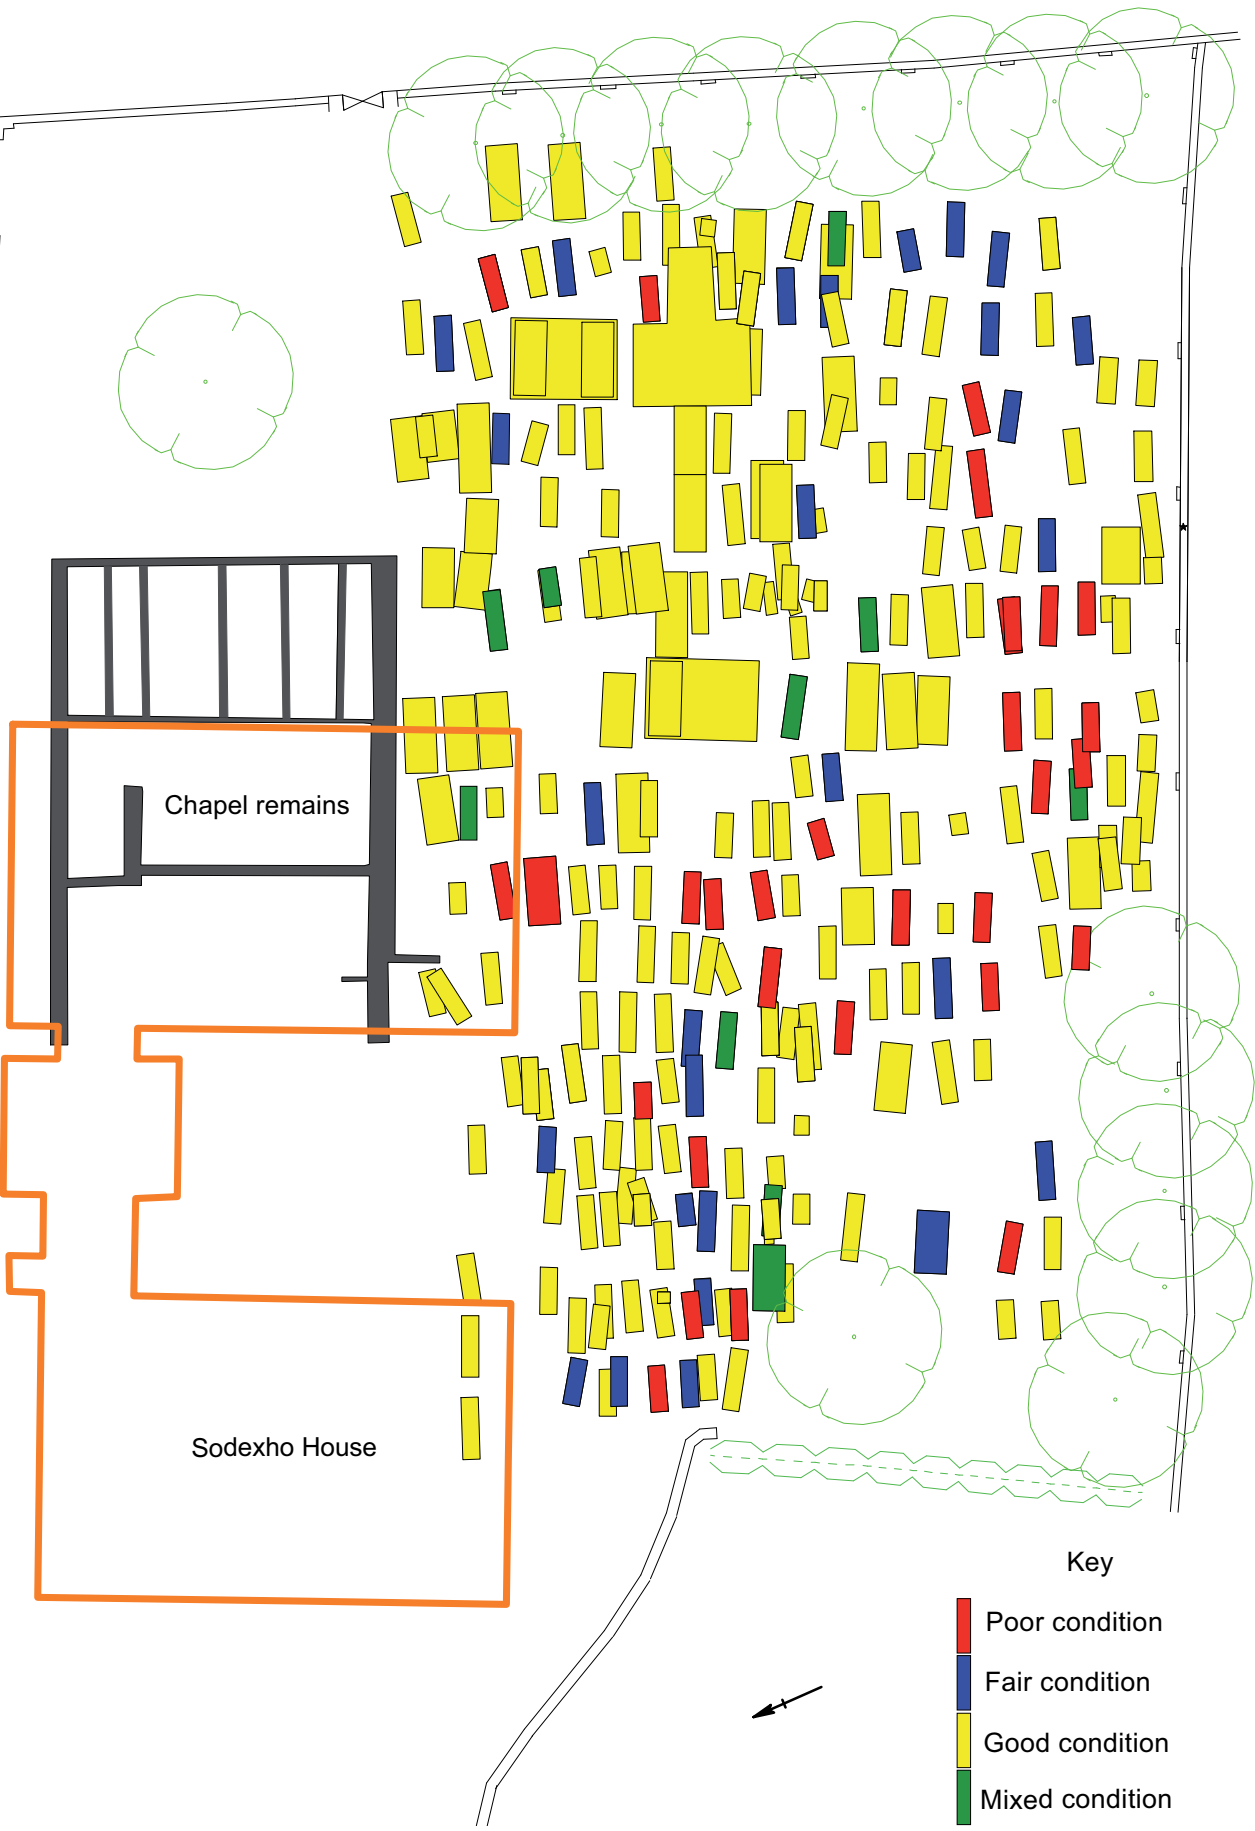 Chapel remains
Sodexho House
Key
Poor condition
Fair condition
Good condition
Mixed condition